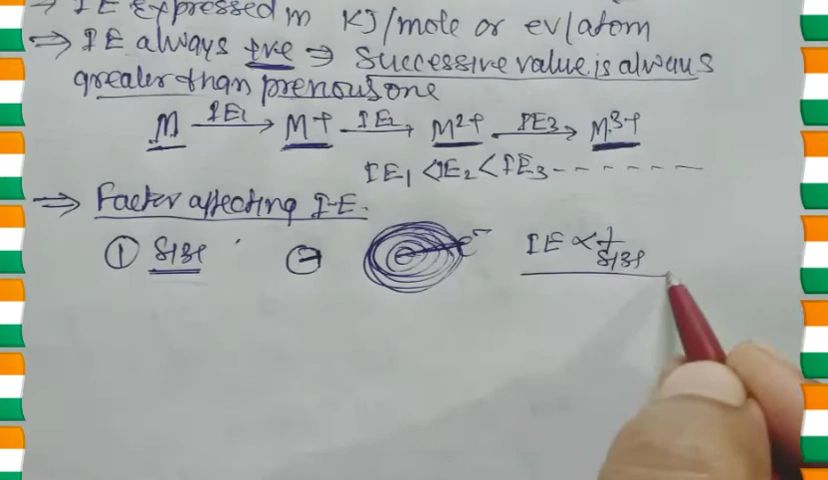 → IE expressed in KJ/mole or ev/atom
⇒ IE always +ve ⇒ Successive value is always
greater than previous one
M IE1 → M+ IE2 → M2+ IE3 → M3+
IE1 < IE2 < IE3 - - - - - -
⇒ Factor affecting I.E.
① Size ⇒ e- IE ∝ 1/Size